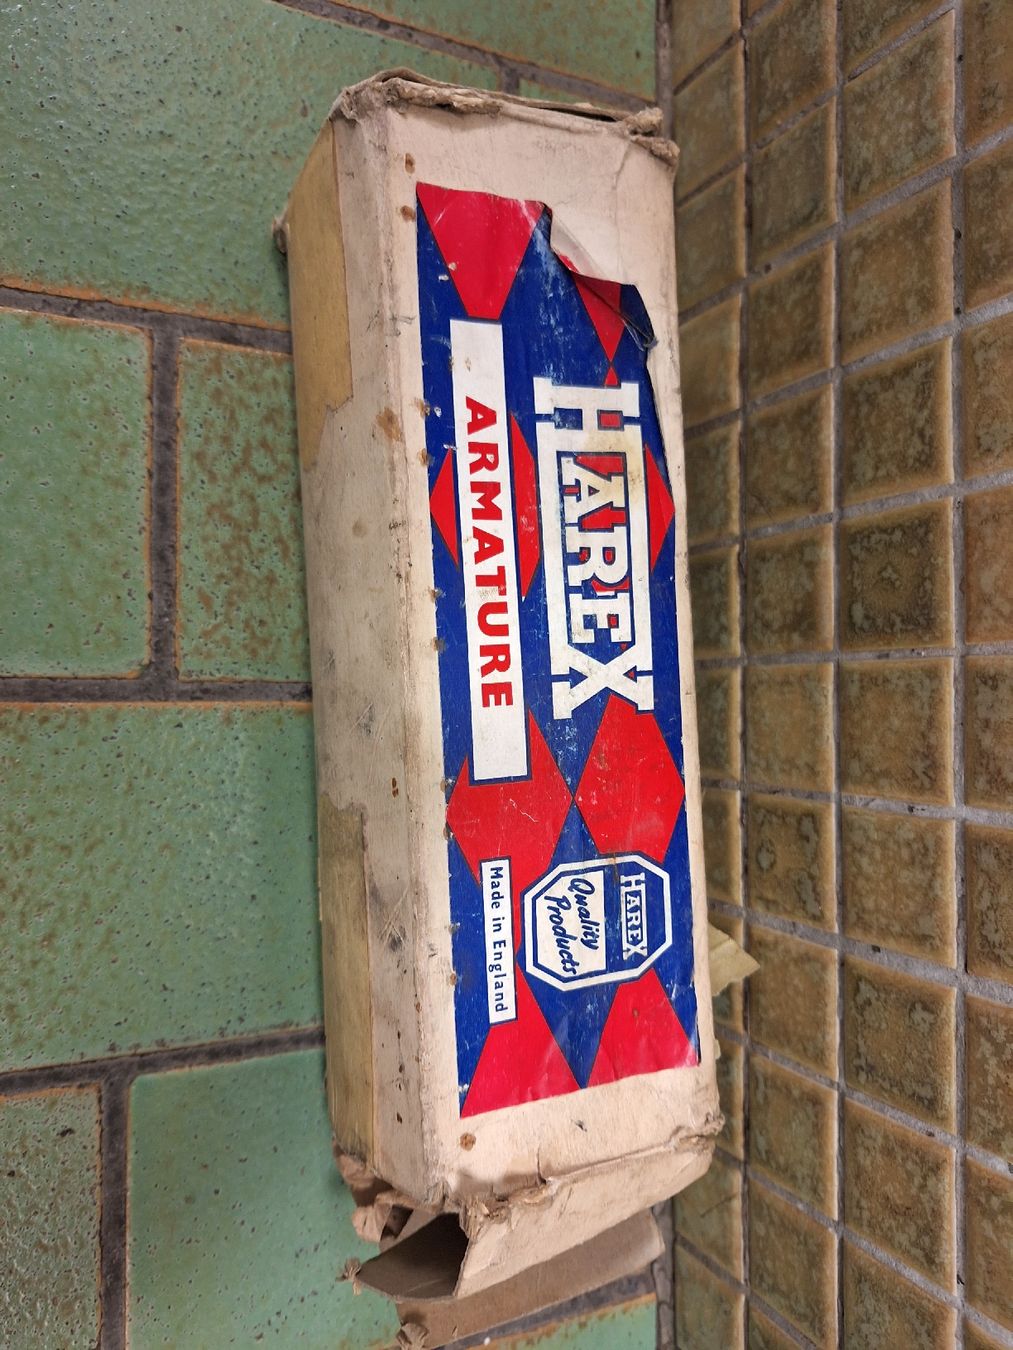 HAREX
ARMATURE
HAREX
Quality
Products
Made in England